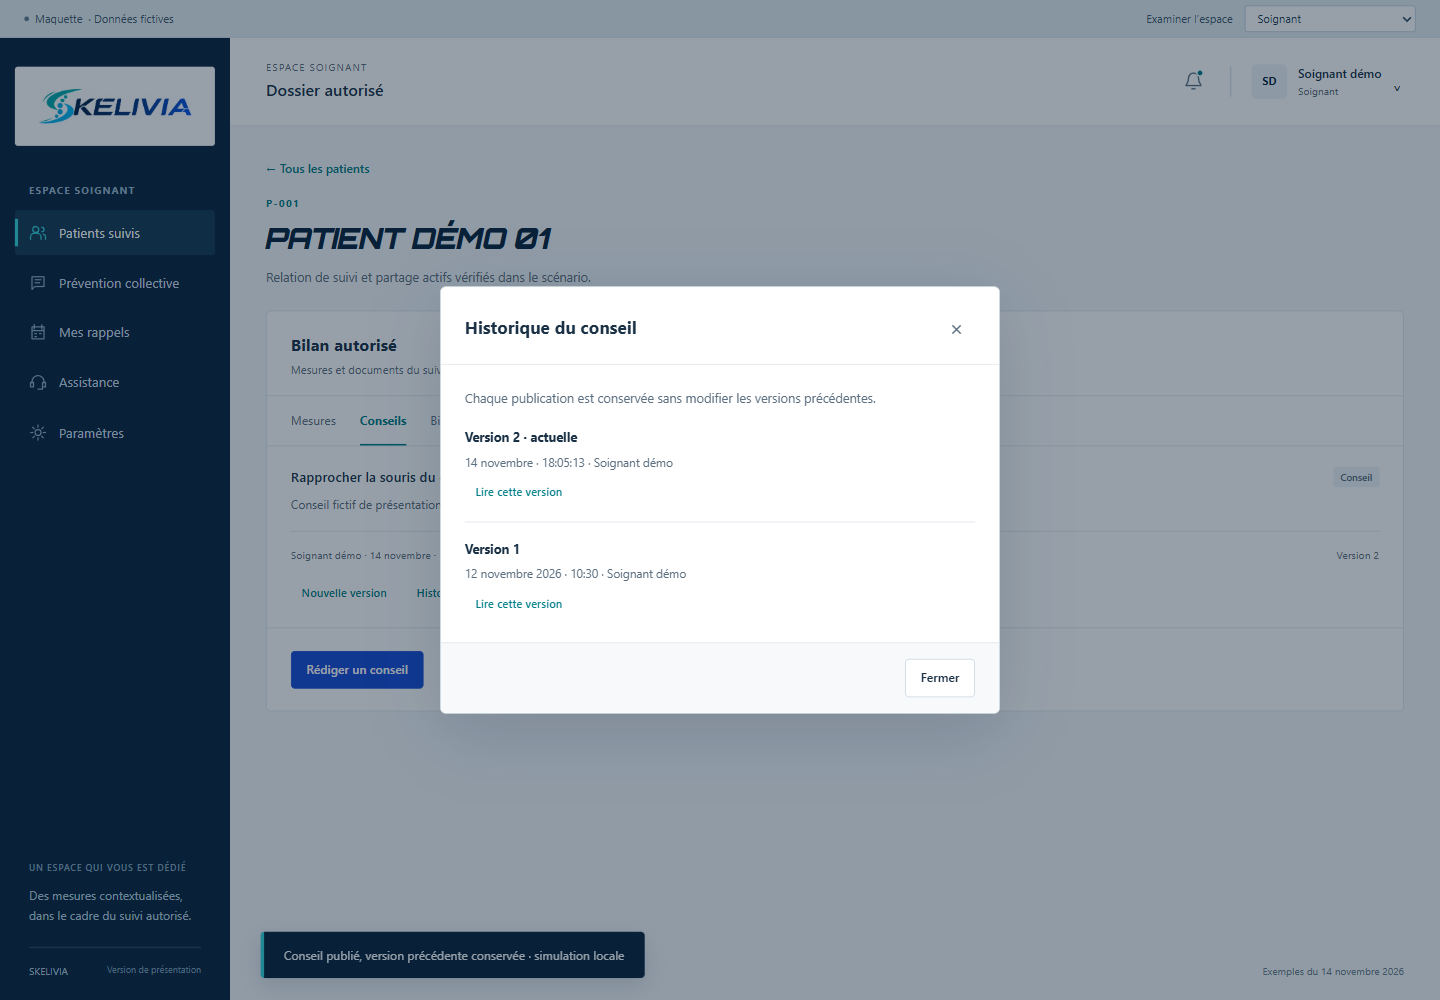 Maquette · Données fictives
Examiner l'espace
Soignant
SKELIVIA
ESPACE SOIGNANT
Patients suivis
Prévention collective
Mes rappels
Assistance
Paramètres
UN ESPACE QUI VOUS EST DÉDIÉ
Des mesures contextualisées,
dans le cadre du suivi autorisé.
SKELIVIA
Version de présentation
ESPACE SOIGNANT
Dossier autorisé
SD
Soignant démo
Soignant
← Tous les patients
P-001
PATIENT DÉMO 01
Relation de suivi et partage actifs vérifiés dans le scénario.
Bilan autorisé
Mesures et documents du
Mesures
Conseils
Rapprocher la souris du
Conseil
Conseil fictif de présentation
Soignant démo · 14 novembre ·
Version 2
Nouvelle version
Rédiger un conseil
Historique du conseil
×
Chaque publication est conservée sans modifier les versions précédentes.
Version 2 · actuelle
14 novembre · 18:05:13 · Soignant démo
Lire cette version
Version 1
12 novembre 2026 · 10:30 · Soignant démo
Lire cette version
Fermer
Conseil publié, version précédente conservée · simulation locale
Exemples du 14 novembre 2026